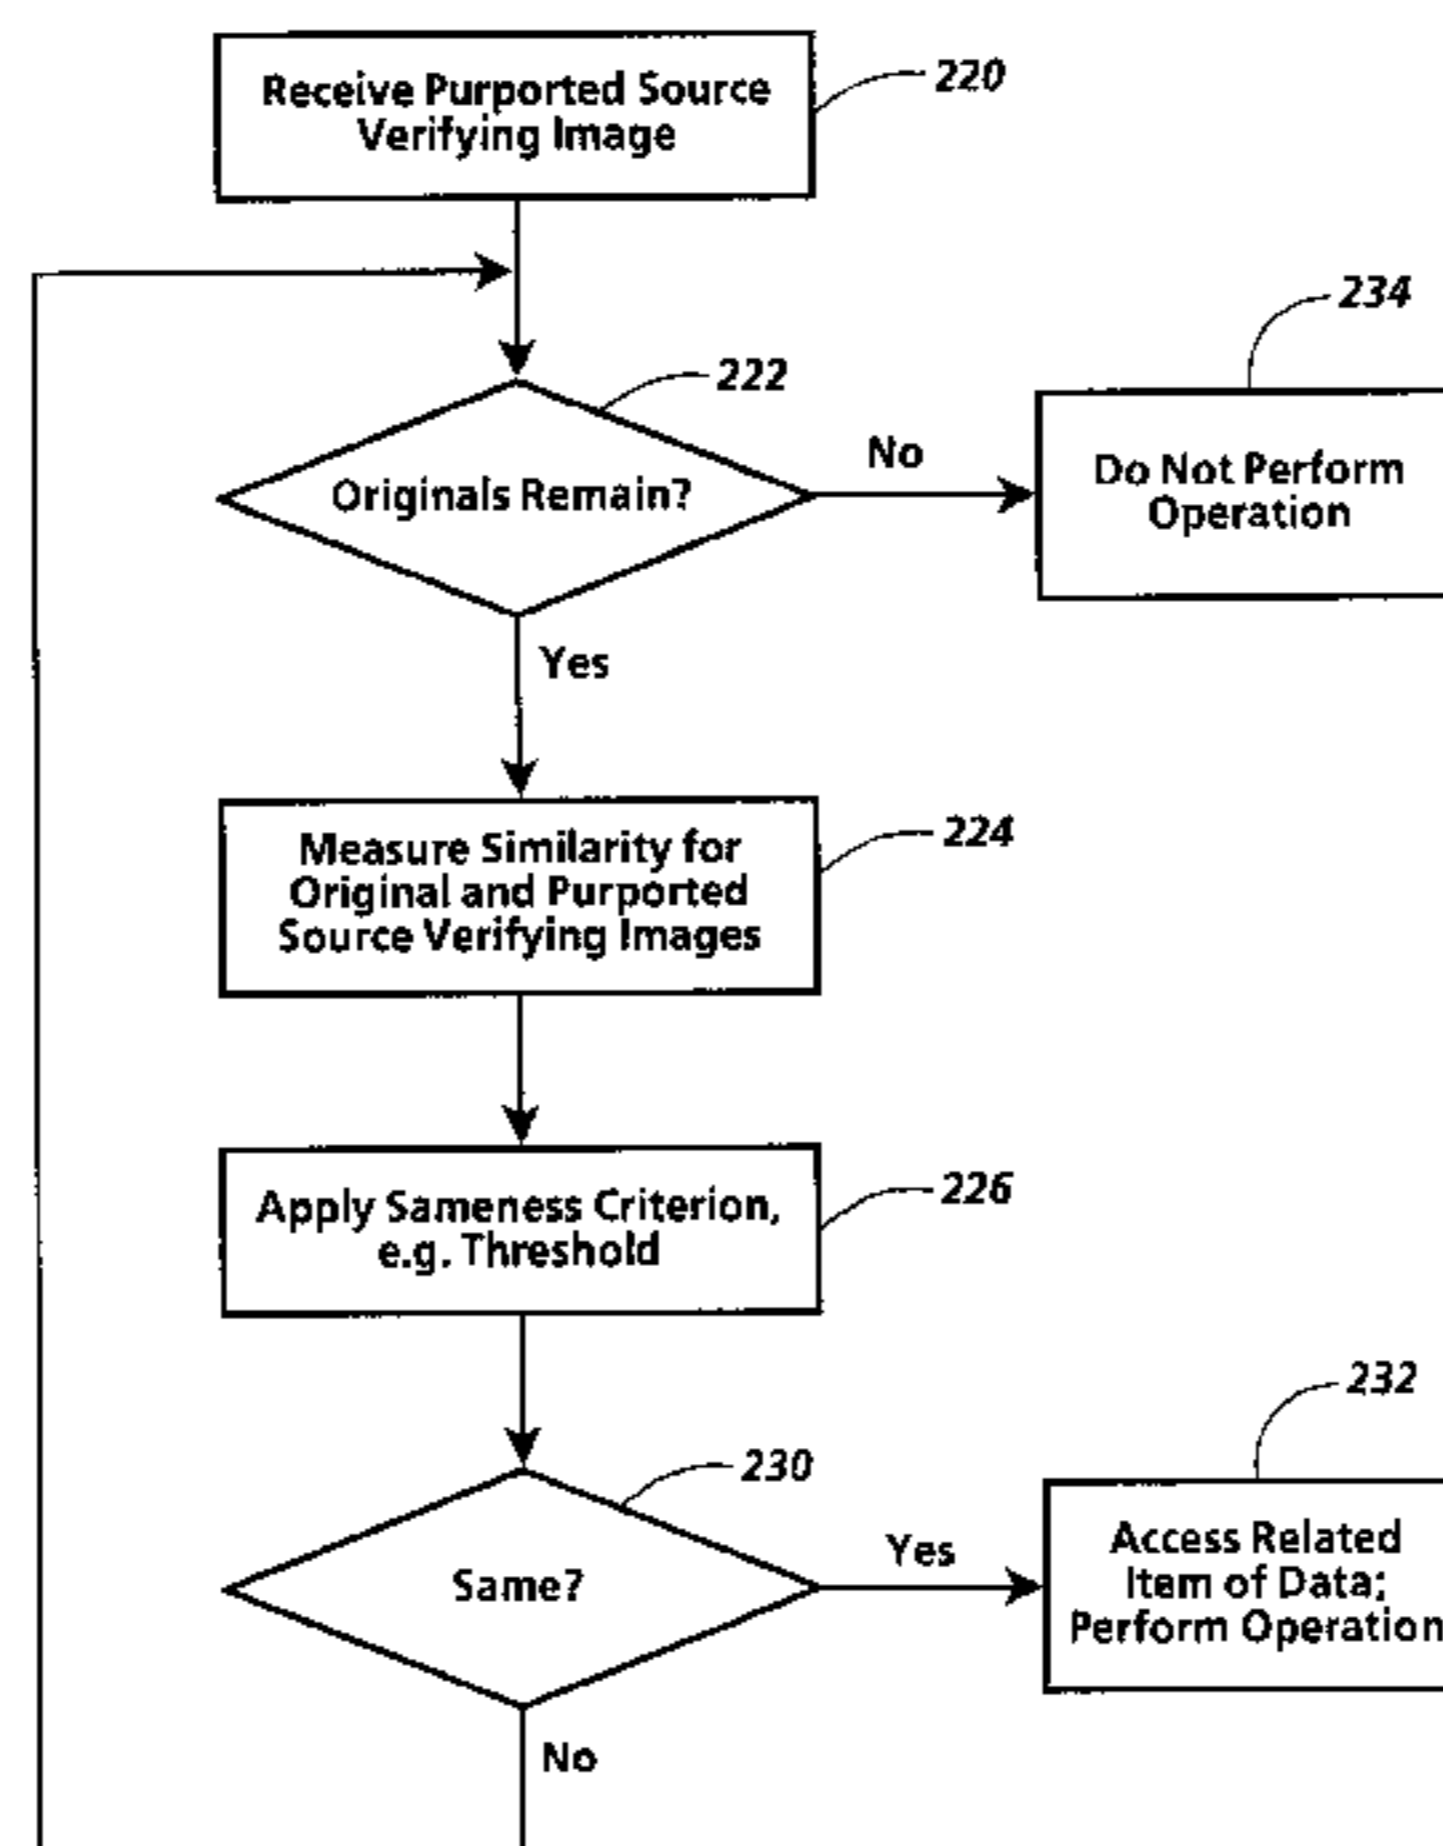 Receive Purported Source
Verifying Image
220
234
222
Originals Remain?
No
Do Not Perform
Operation
Yes
Measure Similarity for
Original and Purported
Source Verifying Images
224
Apply Sameness Criterion,
e.g. Threshold
226
232
230
Same?
Yes
Access Related
Item of Data;
Perform Operation
No